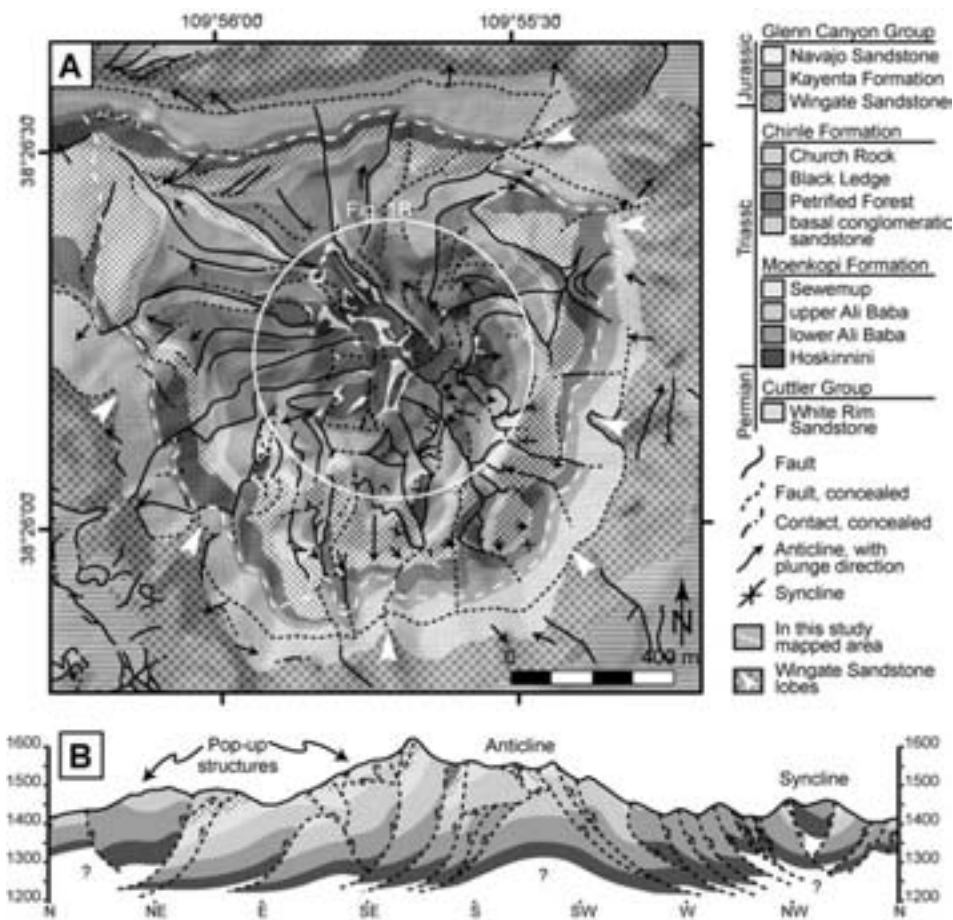 109°56'00
109°55'30
A
38°26'30
38°26'00
N
0
400 m
Jurassic
Glenn Canyon Group
Navajo Sandstone
Kayenta Formation
Wingate Sandstone
Triassic
Chinle Formation
Church Rock
Black Ledge
Petrified Forest
basal conglomeratic
sandstone
Moenkopi Formation
Sewemup
upper Ali Baba
lower Ali Baba
Hoskinnini
Permian
Cuttler Group
White Rim
Sandstone
Fault
Fault, concealed
Contact, concealed
Anticline, with
plunge direction
Syncline
In this study
mapped area
Wingate Sandstone
lobes
B
Pop-up
structures
Anticline
Syncline
1600
1500
1400
1300
1200
1600
1500
1400
1300
1200
?
?
?
N
NE
E
SE
S
SW
W
NW
N